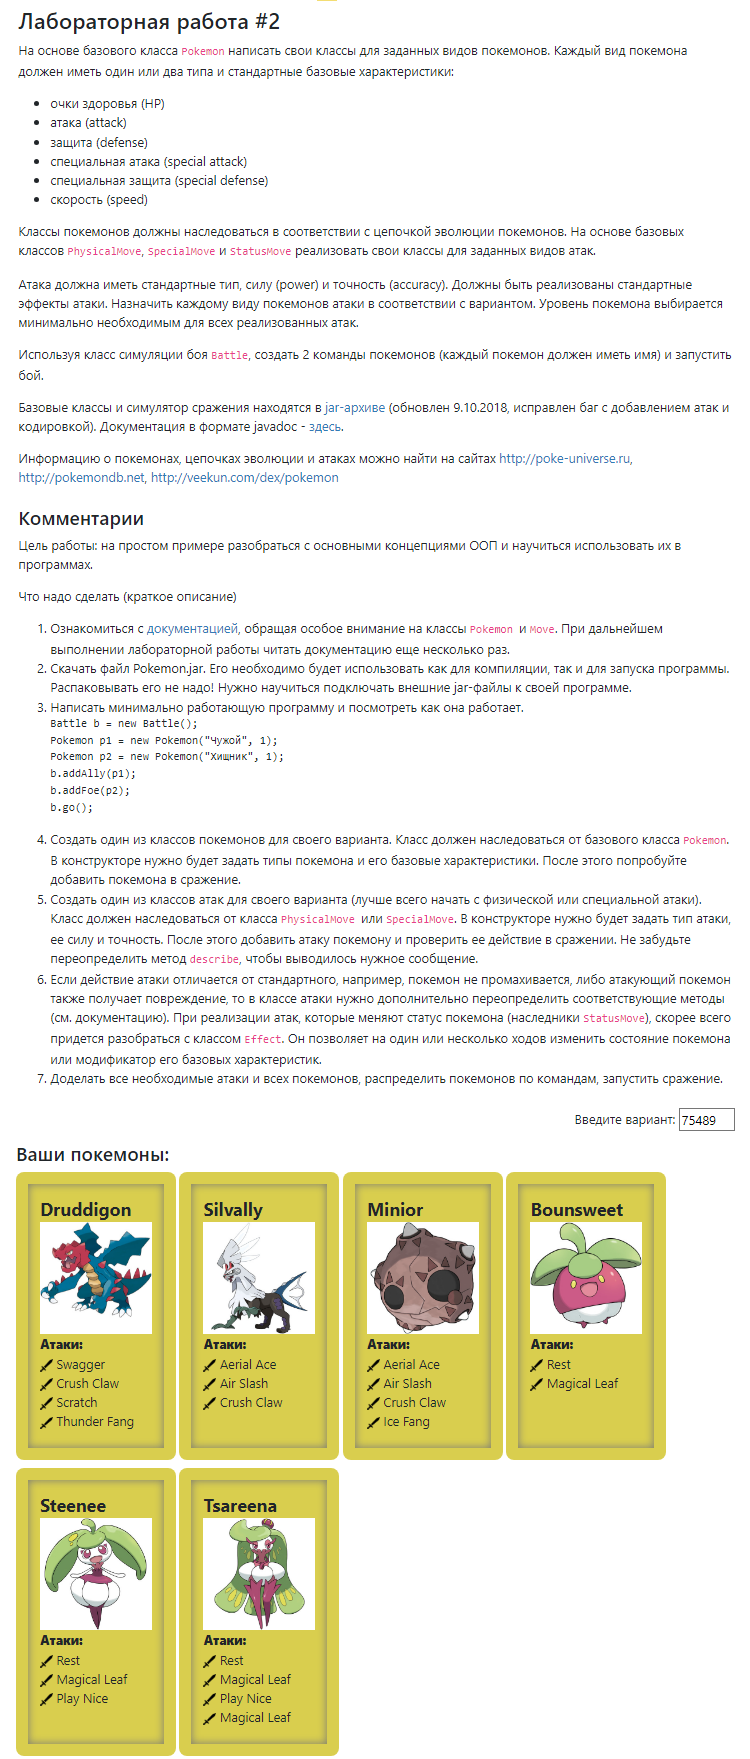 Лабораторная работа #2
На основе базового класса Pokemon написать свои классы для заданных видов покемонов. Каждый вид покемона
должен иметь один или два типа и стандартные базовые характеристики:
очки здоровья (HP)
атака (attack)
защита (defense)
специальная атака (special attack)
специальная защита (special defense)
скорость (speed)
Классы покемонов должны наследоваться в соответствии с цепочкой эволюции покемонов. На основе базовых
классов PhysicalMove, SpecialMove и StatusMove реализовать свои классы для заданных видов атак.
Атака должна иметь стандартные тип, силу (power) и точность (accuracy). Должны быть реализованы стандартные
эффекты атаки. Назначить каждому виду покемонов атаки в соответствии с вариантом. Уровень покемона выбирается
минимально необходимым для всех реализованных атак.
Используя класс симуляции боя Battle, создать 2 команды покемонов (каждый покемон должен иметь имя) и запустить
бой.
Базовые классы и симулятор сражения находятся в jar-архиве (обновлен 9.10.2018, исправлен баг с добавлением атак и
кодировкой). Документация в формате javadoc - здесь.
Информацию о покемонах, цепочках эволюции и атаках можно найти на сайтах http://poke-universe.ru,
http://pokemondb.net, http://veekun.com/dex/pokemon
Комментарии
Цель работы: на простом примере разобраться с основными концепциями ООП и научиться использовать их в
программах.
Что надо сделать (краткое описание)
1. Ознакомиться с документацией, обращая особое внимание на классы Pokemon и Move. При дальнейшем
выполнении лабораторной работы читать документацию еще несколько раз.
2. Скачать файл Pokemon.jar. Его необходимо будет использовать как для компиляции, так и для запуска программы.
Распаковывать его не надо! Нужно научиться подключать внешние jar-файлы к своей программе.
3. Написать минимально работающую программу и посмотреть как она работает.
Battle b = new Battle();
Pokemon p1 = new Pokemon("Чужой", 1);
Pokemon p2 = new Pokemon("Хищник", 1);
b.addAlly(p1);
b.addFoe(p2);
b.go();
4. Создать один из классов покемонов для своего варианта. Класс должен наследоваться от базового класса Pokemon.
В конструкторе нужно будет задать типы покемона и его базовые характеристики. После этого попробуйте
добавить покемона в сражение.
5. Создать один из классов атак для своего варианта (лучше всего начать с физической или специальной атаки).
Класс должен наследоваться от класса PhysicalMove или SpecialMove. В конструкторе нужно будет задать тип атаки,
ее силу и точность. После этого добавить атаку покемону и проверить ее действие в сражении. Не забудьте
переопределить метод describe, чтобы выводилось нужное сообщение.
6. Если действие атаки отличается от стандартного, например, покемон не промахивается, либо атакующий покемон
также получает повреждение, то в классе атаки нужно дополнительно переопределить соответствующие методы
(см. документацию). При реализации атак, которые меняют статус покемона (наследники StatusMove), скорее всего
придется разобраться с классом Effect. Он позволяет на один или несколько ходов изменить состояние покемона
или модификатор его базовых характеристик.
7. Доделать все необходимые атаки и всех покемонов, распределить покемонов по командам, запустить сражение.
Введите вариант: 75489
Ваши покемоны:
Druddigon
Атаки:
Swagger
Crush Claw
Scratch
Thunder Fang
Silvally
Атаки:
Aerial Ace
Air Slash
Crush Claw
Minior
Атаки:
Aerial Ace
Air Slash
Crush Claw
Ice Fang
Bounsweet
Атаки:
Rest
Magical Leaf
Steenee
Атаки:
Rest
Magical Leaf
Play Nice
Tsareena
Атаки:
Rest
Magical Leaf
Play Nice
Magical Leaf